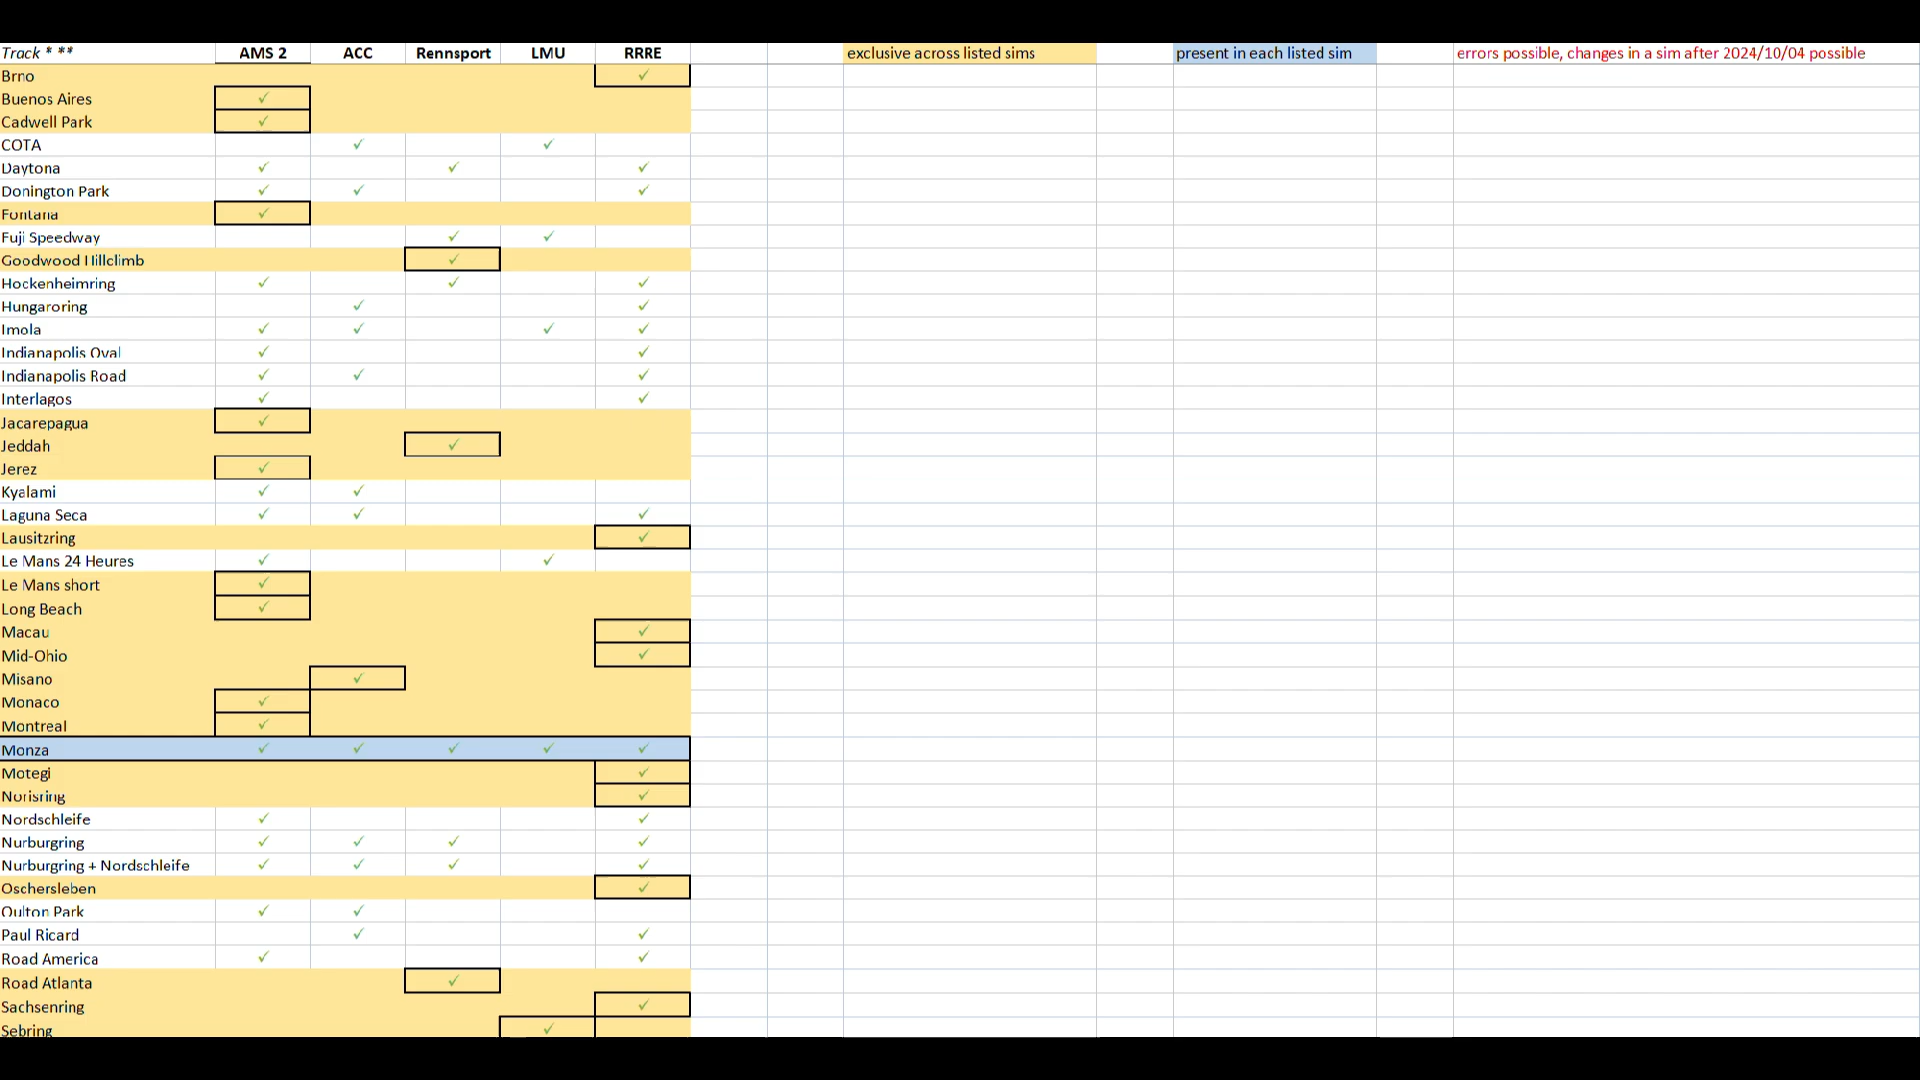 Track * ** AMS 2 ACC Rennsport LMU RRRE exclusive across listed sims present in each listed sim errors possible, changes in a sim after 2024/10/04 possible
Brno ✓
Buenos Aires ✓
Cadwell Park ✓
COTA ✓ ✓
Daytona ✓ ✓ ✓
Donington Park ✓ ✓ ✓
Fontana ✓
Fuji Speedway ✓ ✓
Goodwood Hillclimb ✓
Hockenheimring ✓ ✓ ✓
Hungaroring ✓ ✓
Imola ✓ ✓ ✓ ✓
Indianapolis Oval ✓ ✓
Indianapolis Road ✓ ✓ ✓
Interlagos ✓ ✓
Jacarepagua ✓
Jeddah ✓
Jerez ✓
Kyalami ✓ ✓
Laguna Seca ✓ ✓ ✓
Lausitzring ✓
Le Mans 24 Heures ✓ ✓
Le Mans short ✓
Long Beach ✓
Macau ✓
Mid-Ohio ✓
Misano ✓
Monaco ✓
Montreal ✓
Monza ✓ ✓ ✓ ✓ ✓
Motegi ✓
Norisring ✓
Nordschleife ✓ ✓
Nurburgring ✓ ✓ ✓ ✓
Nurburgring + Nordschleife ✓ ✓ ✓ ✓
Oschersleben ✓
Oulton Park ✓ ✓
Paul Ricard ✓ ✓
Road America ✓ ✓
Road Atlanta ✓
Sachsenring ✓
Sebring ✓